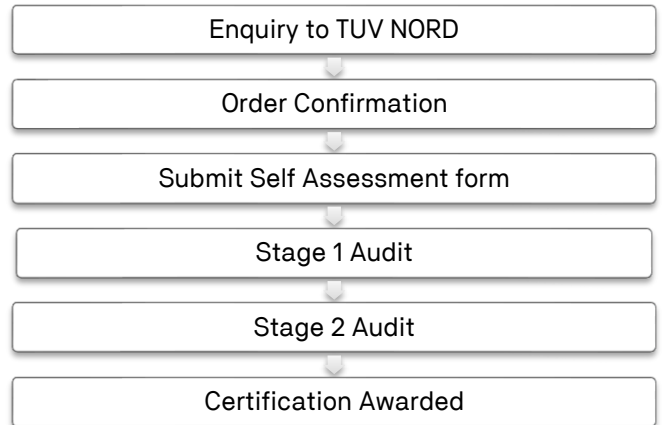 Enquiry to TUV NORD
Order Confirmation
Submit Self Assessment form
Stage 1 Audit
Stage 2 Audit
Certification Awarded